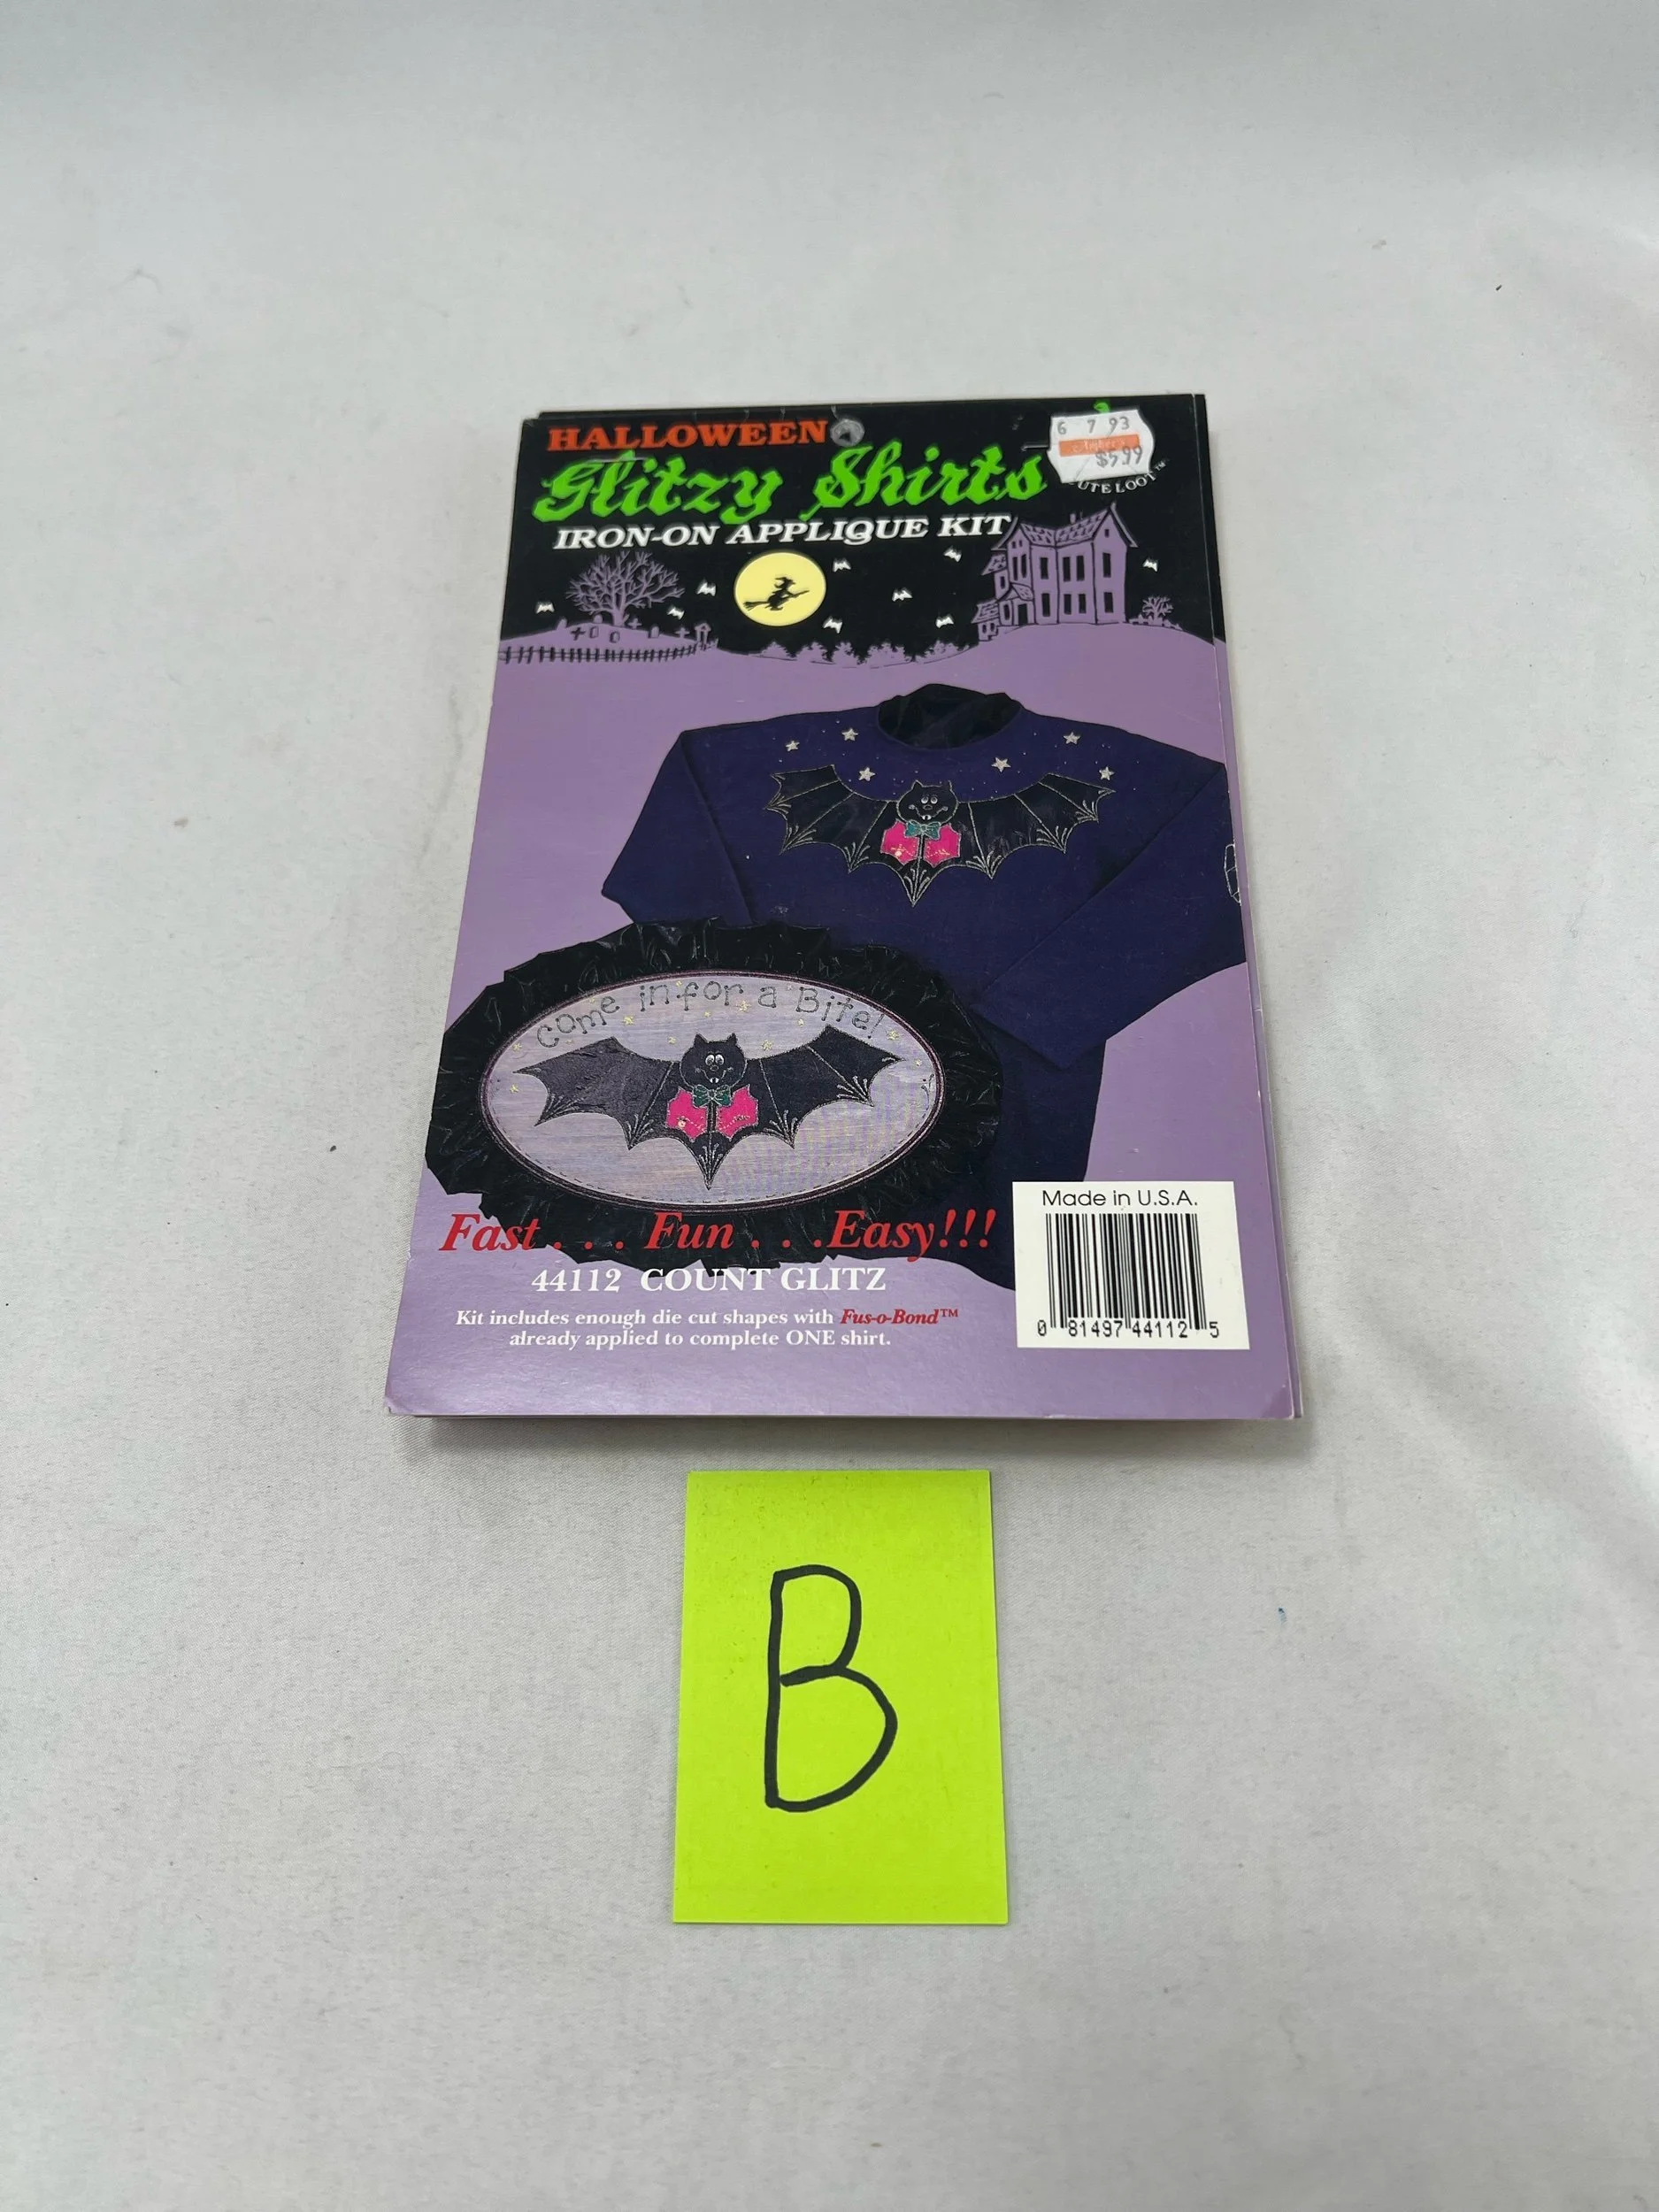 HALLOWEEN
Glitzy Shirts
IRON-ON APPLIQUE KIT
6 7 93
$5.99
UTE LOOT™
Come in for a Bite!
Fast . . . Fun . . . Easy!!!
44112 COUNT GLITZ
Kit includes enough die cut shapes with Fus-o-Bond™
already applied to complete ONE shirt.
Made in U.S.A.
0 81497 44112 5
B